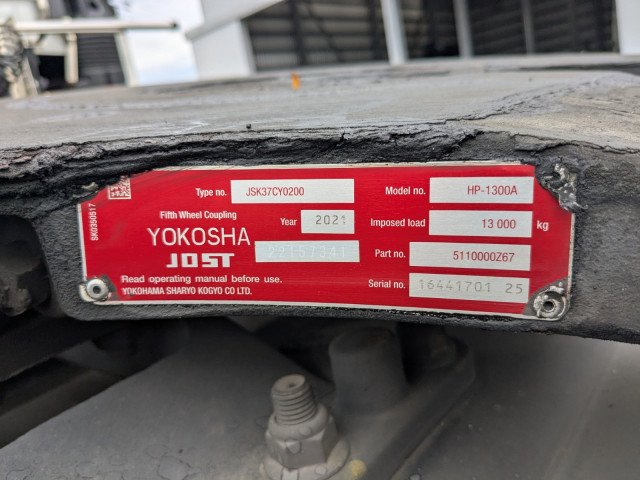 SK0360517
Type no. JSK37CY0200
Model no. HP-1300A
Fifth Wheel Coupling
Year 2021
Imposed load 13 000 kg
YOKOSHA
JOST
Part no. 5110000Z67
Read operating manual before use.
Serial no. 16441701 25
YOKOHAMA SHARYO KOGYO CO LTD.